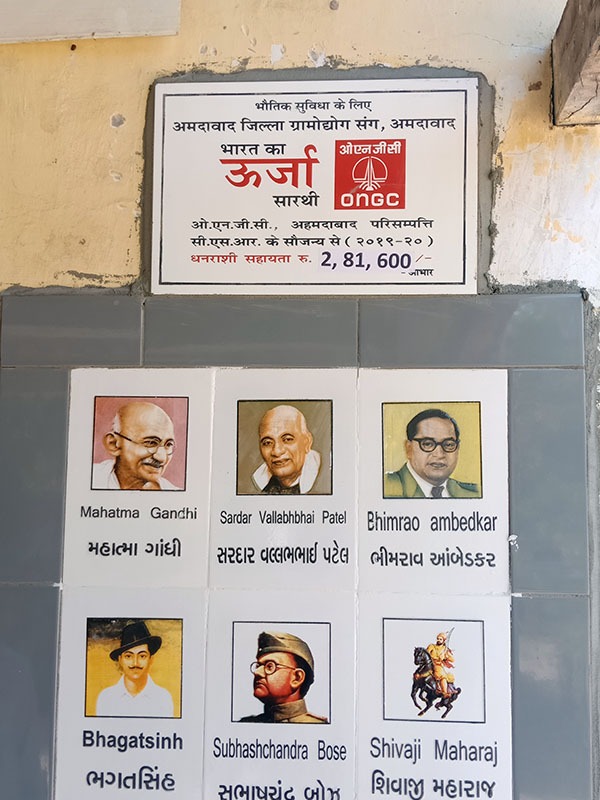 भौतिक सुविधा के लिए
अमदावाद जिल्ला ग्रामोद्योग संग, अमदावाद
भारत का
ऊर्जा
सारथी
ओएनजीसी
ongc
ओ.एन.जी.सी., अहमदाबाद परिसम्पत्ति
सी.एस.आर. के सौजन्य से (२०१९-२०)
धनराशी सहायता रु. 2, 81, 600/-
- आभार
Mahatma Gandhi
મહાત્મા ગાંધી
Sardar Vallabhbhai Patel
સરદાર વલ્લભભાઈ પટેલ
Bhimrao ambedkar
ભીમરાવ આંબેડકર
Bhagatsinh
ભગતસિંહ
Subhashchandra Bose
સુભાષચંદ્ર બોઝ
Shivaji Maharaj
શિવાજી મહારાજ